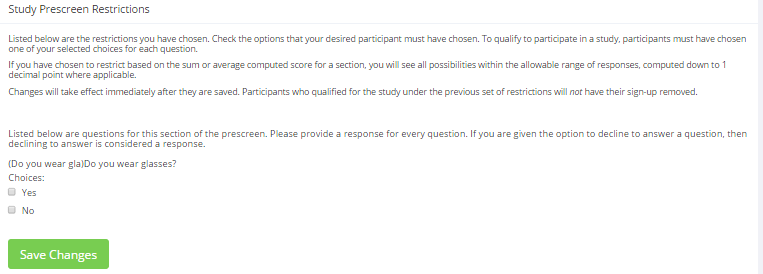 Study Prescreen Restrictions
Listed below are the restrictions you have chosen. Check the options that your desired participant must have chosen. To qualify to participate in a study, participants must have chosen
one of your selected choices for each question.
If you have chosen to restrict based on the sum or average computed score for a section, you will see all possibilities within the allowable range of responses, computed down to 1
decimal point where applicable.
Changes will take effect immediately after they are saved. Participants who qualified for the study under the previous set of restrictions will not have their sign-up removed.
Listed below are questions for this section of the prescreen. Please provide a response for every question. If you are given the option to decline to answer a question, then
declining to answer is considered a response.
(Do you wear gla)Do you wear glasses?
Choices:
Yes
No
Save Changes